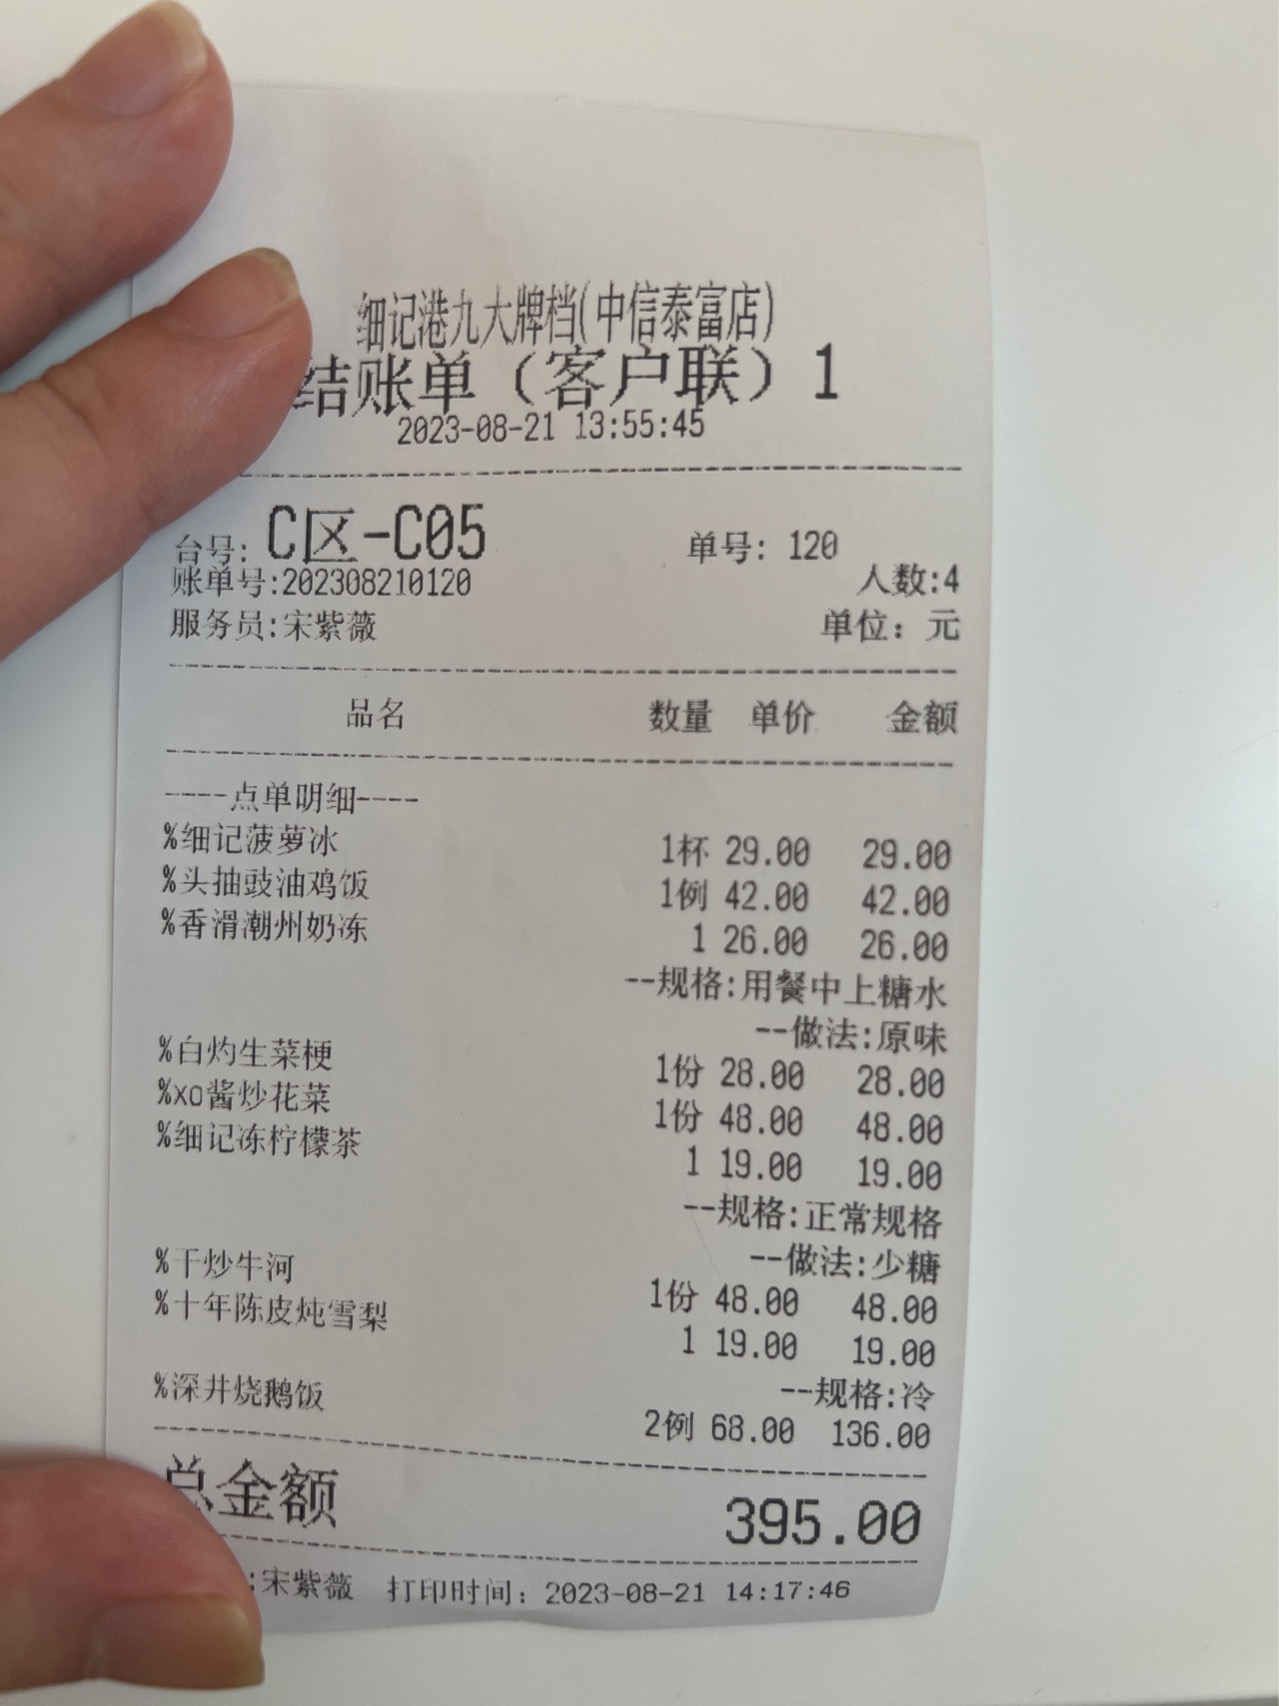 细记港九大牌档(中信泰富店)
结账单（客户联）1
2023-08-21 13:55:45
台号: C区-C05 单号: 120
账单号:202308210120 人数:4
服务员:宋紫薇 单位：元
品名 数量 单价 金额
----点单明细----
%细记菠萝冰 1杯 29.00 29.00
%头抽豉油鸡饭 1例 42.00 42.00
%香滑潮州奶冻 1 26.00 26.00
--规格:用餐中上糖水
--做法:原味
%白灼生菜梗 1份 28.00 28.00
%xo酱炒花菜 1份 48.00 48.00
%细记冻柠檬茶 1 19.00 19.00
--规格:正常规格
--做法:少糖
%干炒牛河 1份 48.00 48.00
%十年陈皮炖雪梨 1 19.00 19.00
--规格:冷
%深井烧鹅饭 2例 68.00 136.00
总金额 395.00
:宋紫薇 打印时间：2023-08-21 14:17:46